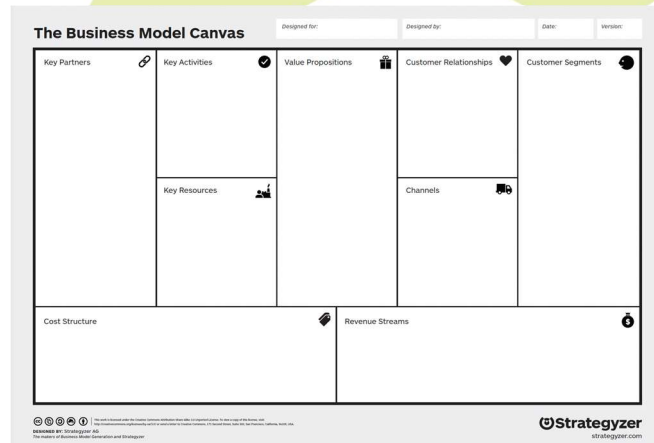 The Business Model Canvas
Designed for:
Designed by:
Date:
Version:
Key Partners
Key Activities
Value Propositions
Customer Relationships
Customer Segments
Key Resources
Channels
Cost Structure
Revenue Streams
DESIGNED BY: Strategyzer AG
The makers of Business Model Generation and Strategyzer
Strategyzer
strategyzer.com